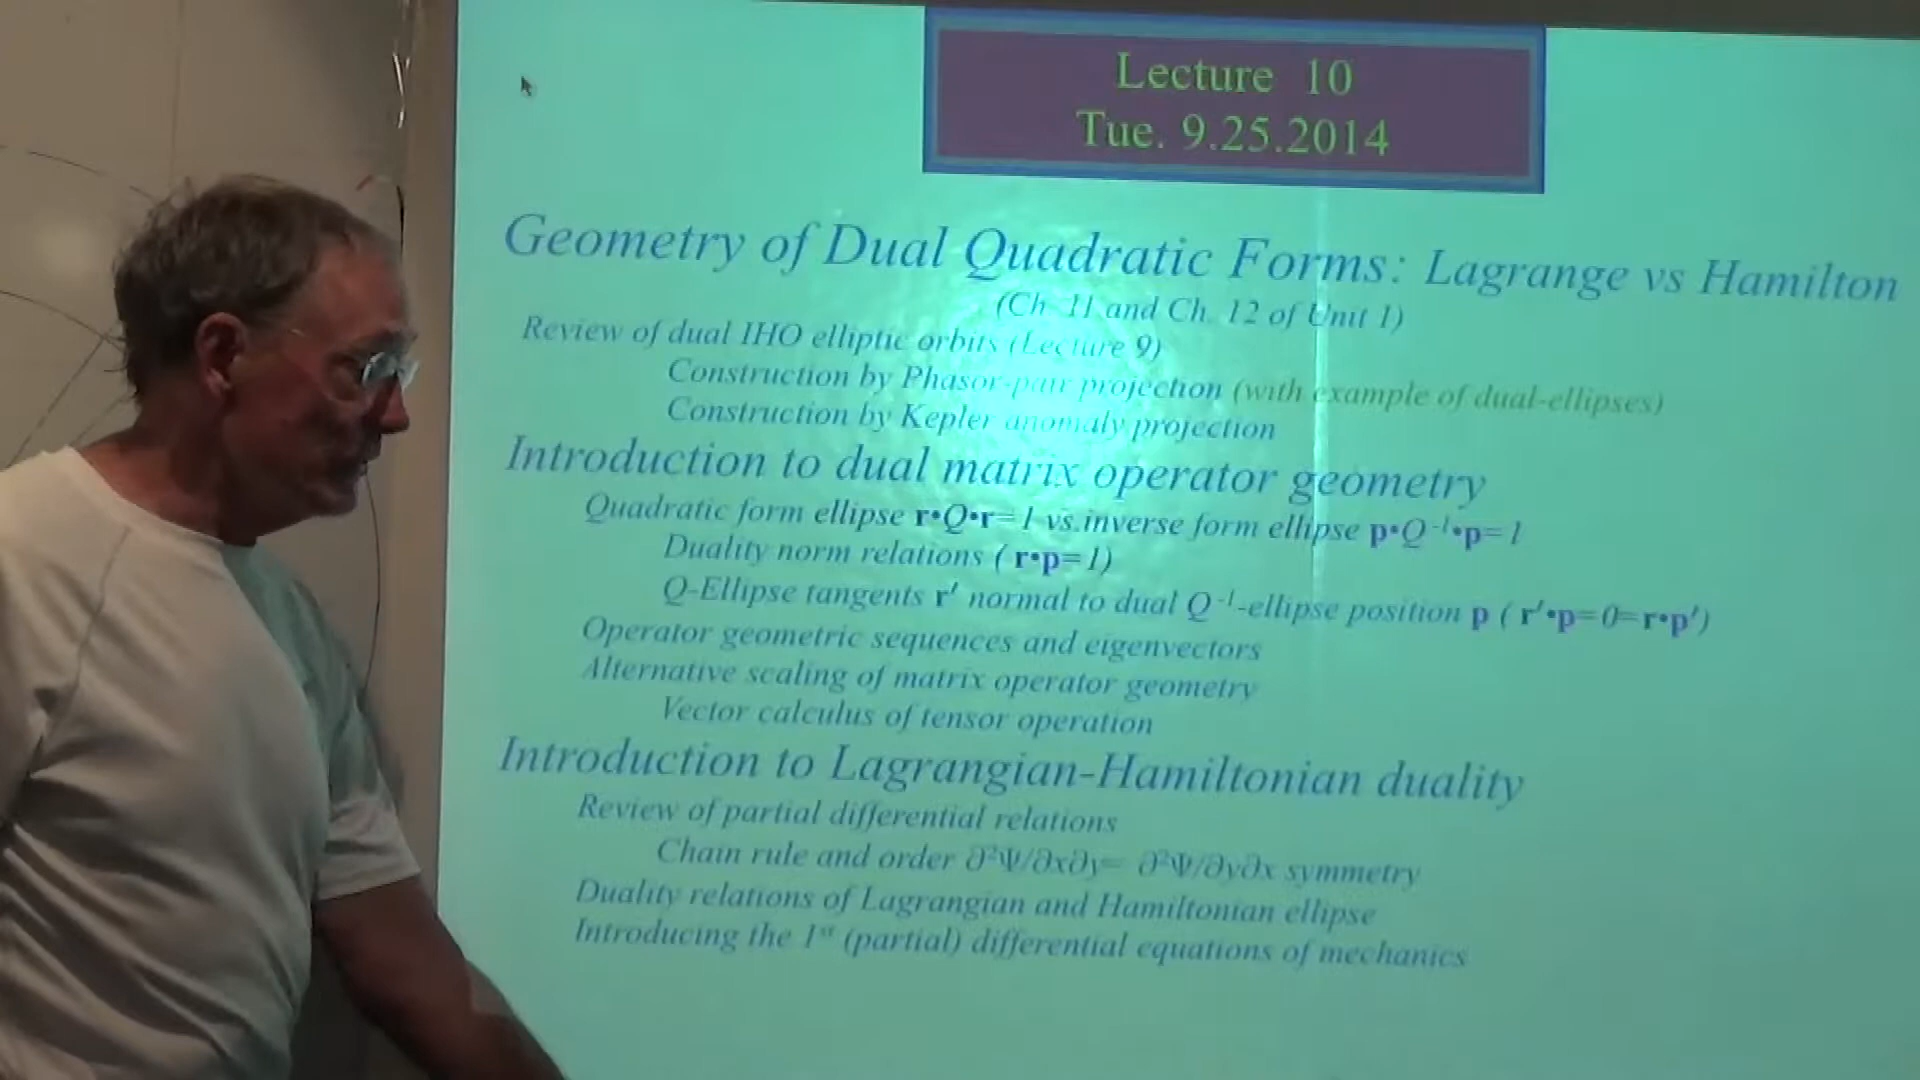 Lecture 10
Tue. 9.25.2014
Geometry of Dual Quadratic Forms: Lagrange vs Hamilton
(Ch. 11 and Ch. 12 of Unit 1)
Review of dual IHO elliptic orbits (Lecture 9)
Construction by Phasor-pair projection (with example of dual-ellipses)
Construction by Kepler anomaly projection
Introduction to dual matrix operator geometry
Quadratic form ellipse r•Q•r=1 vs.inverse form ellipse p•Q⁻¹•p=1
Duality norm relations ( r•p=1)
Q-Ellipse tangents r′ normal to dual Q⁻¹-ellipse position p ( r′•p=0=r•p′)
Operator geometric sequences and eigenvectors
Alternative scaling of matrix operator geometry
Vector calculus of tensor operation
Introduction to Lagrangian-Hamiltonian duality
Review of partial differential relations
Chain rule and order ∂²Ψ/∂x∂y= ∂²Ψ/∂y∂x symmetry
Duality relations of Lagrangian and Hamiltonian ellipse
Introducing the 1st (partial) differential equations of mechanics